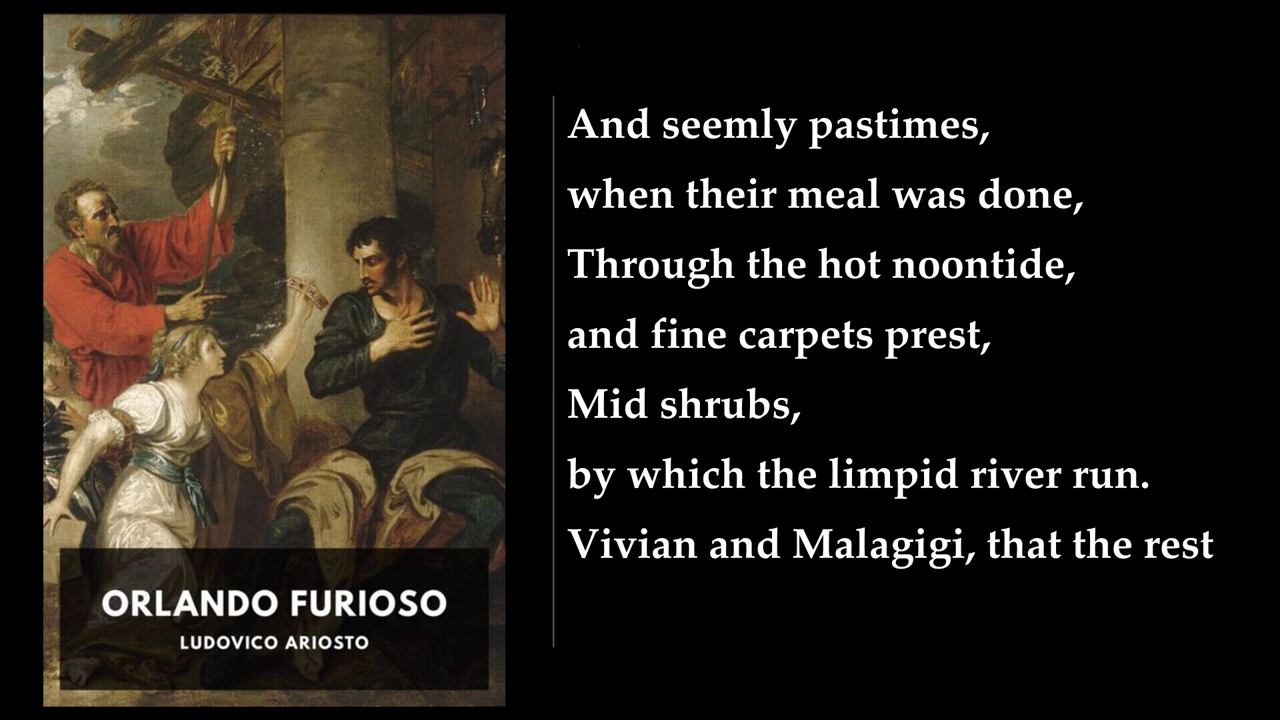 ORLANDO FURIOSO
LUDOVICO ARIOSTO
And seemly pastimes,
when their meal was done,
Through the hot noontide,
and fine carpets prest,
Mid shrubs,
by which the limpid river run.
Vivian and Malagigi, that the rest